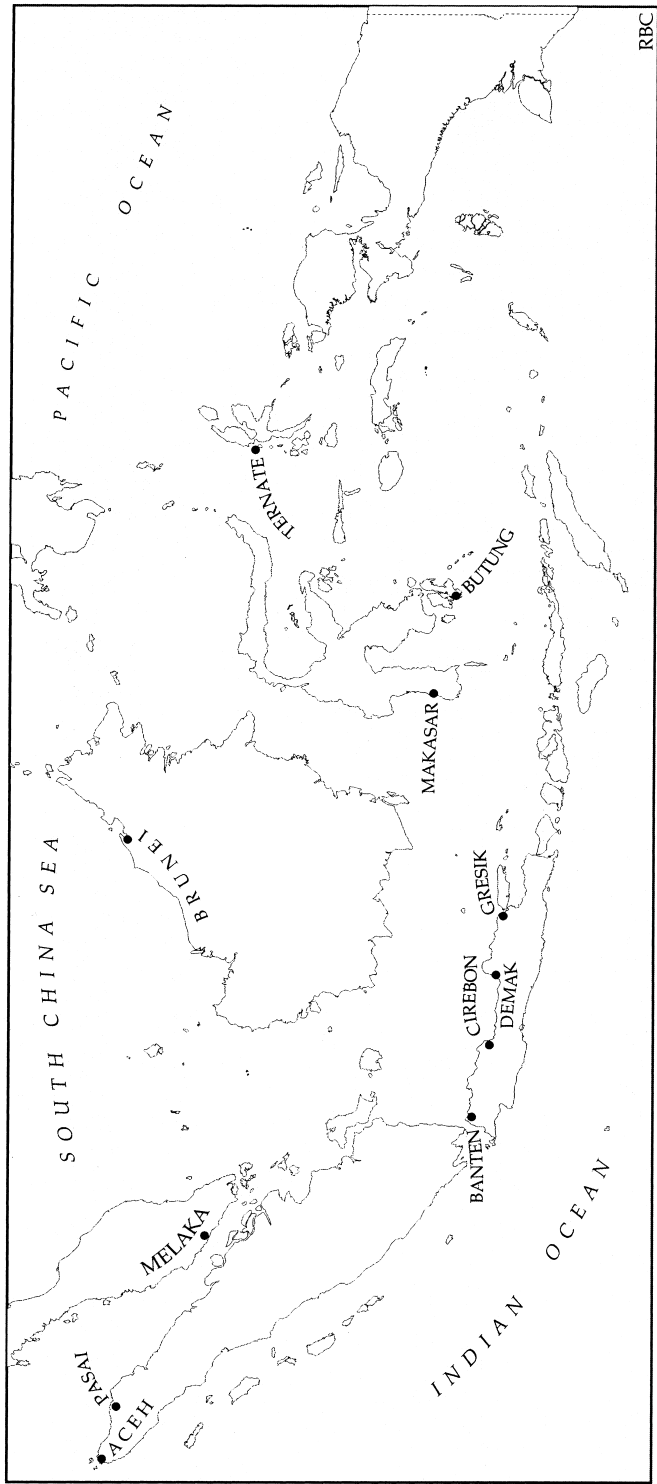 SOUTH CHINA SEA
PACIFIC OCEAN
ACEH
PASAI
MELAKA
BRUNEI
TERNATE
MAKASAR
BUTUNG
BANTEN
CIREBON
DEMAK
GRESIK
INDIAN OCEAN
RBC